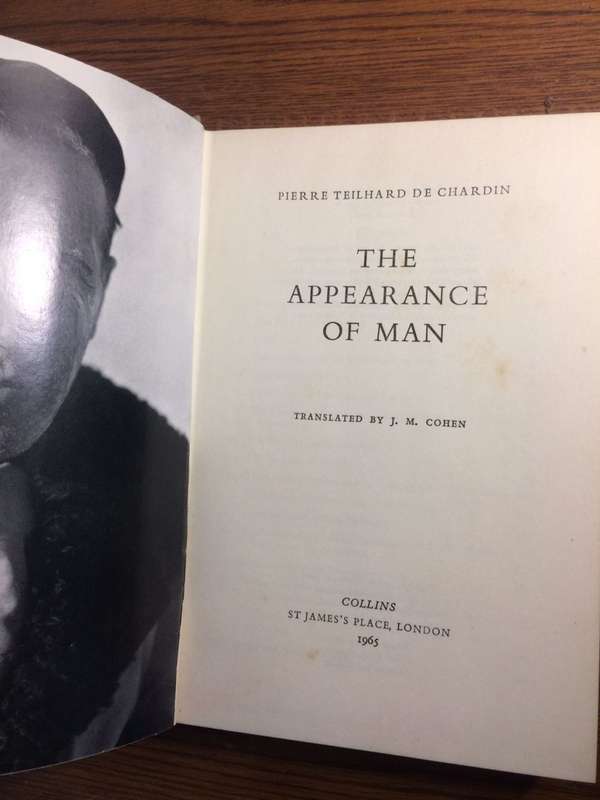 PIERRE TEILHARD DE CHARDIN
THE
APPEARANCE
OF MAN
TRANSLATED BY J. M. COHEN
COLLINS
ST JAMES'S PLACE, LONDON
1965